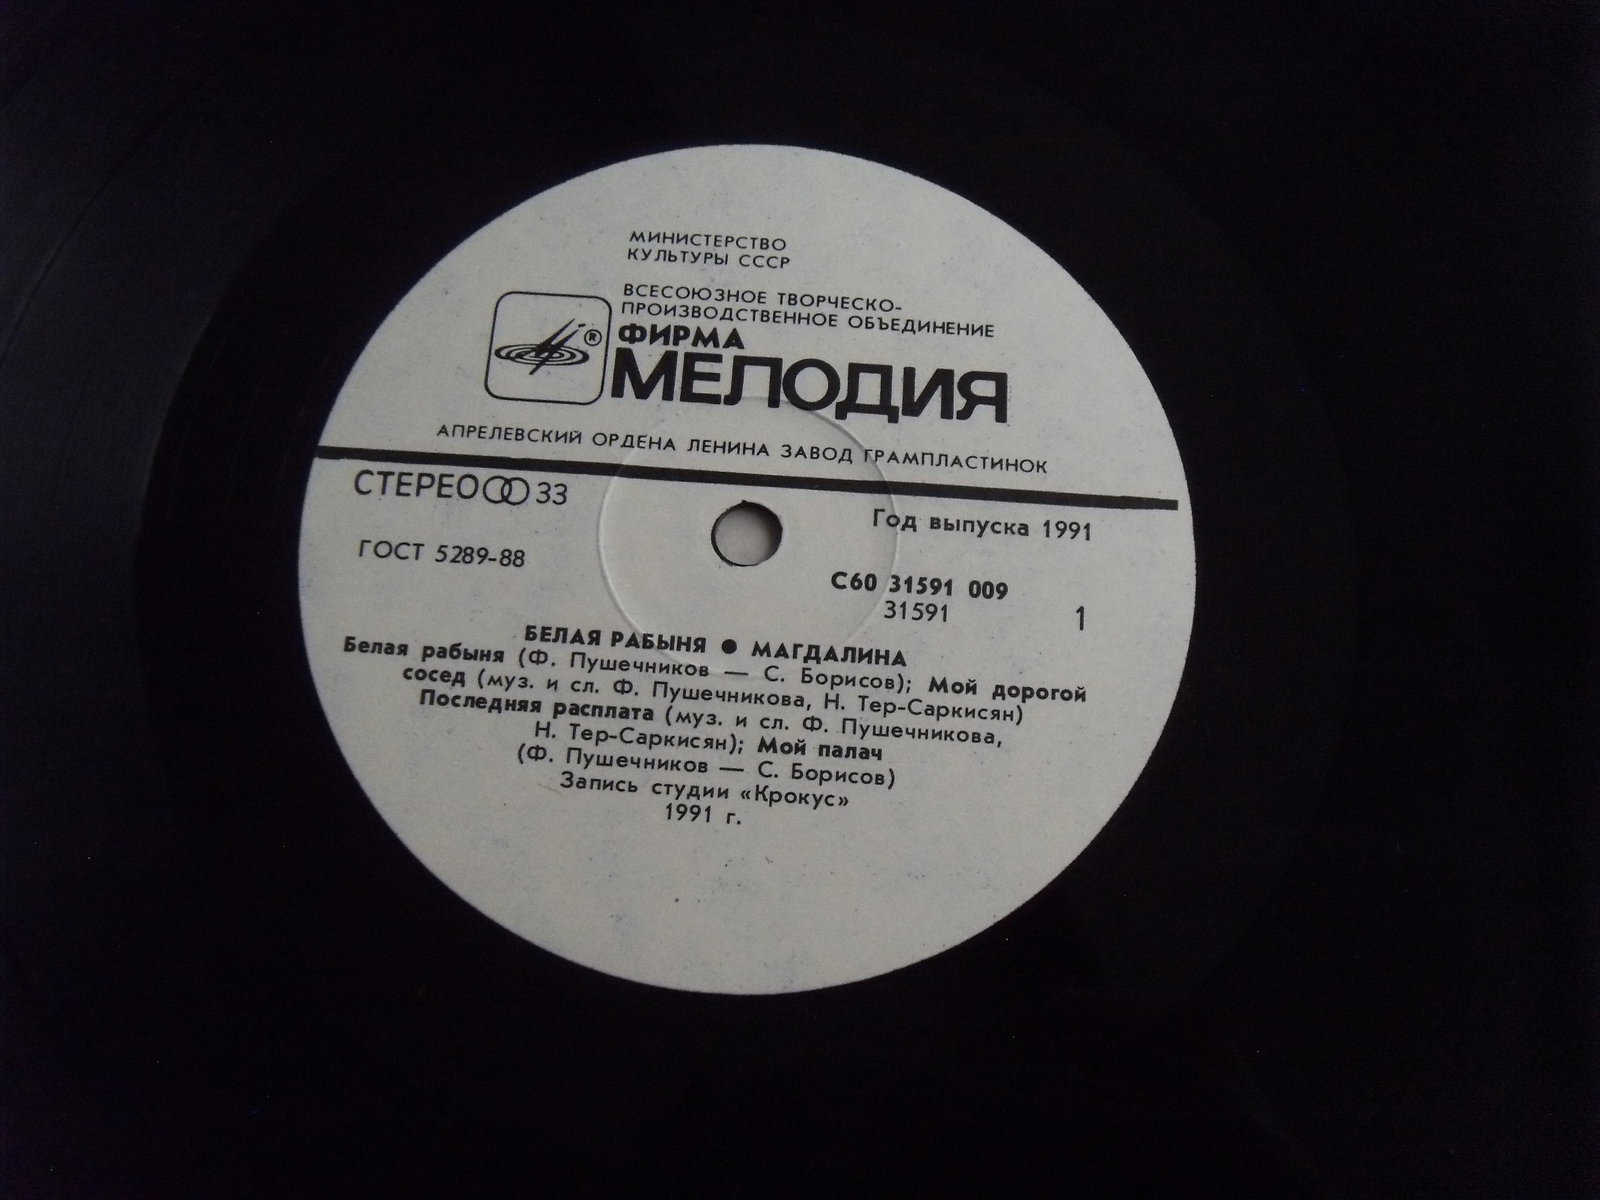 МИНИСТЕРСТВО
КУЛЬТУРЫ СССР
ВСЕСОЮЗНОЕ ТВОРЧЕСКО-
ПРОИЗВОДСТВЕННОЕ ОБЪЕДИНЕНИЕ
ФИРМА
МЕЛОДИЯ
®
АПРЕЛЕВСКИЙ ОРДЕНА ЛЕНИНА ЗАВОД ГРАМПЛАСТИНОК
СТЕРЕО 33
Год выпуска 1991
ГОСТ 5289-88
С60 31591 009
31591
1
БЕЛАЯ РАБЫНЯ ● МАГДАЛИНА
Белая рабыня (Ф. Пушечников — С. Борисов); Мой дорогой
сосед (муз. и сл. Ф. Пушечникова, Н. Тер-Саркисян)
Последняя расплата (муз. и сл. Ф. Пушечникова,
Н. Тер-Саркисян); Мой палач
(Ф. Пушечников — С. Борисов)
Запись студии «Крокус»
1991 г.